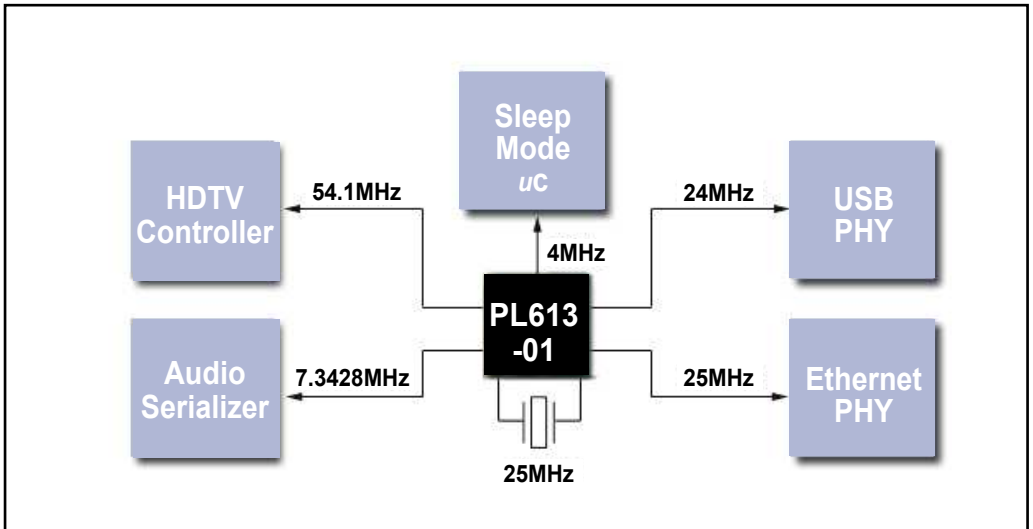 Sleep
Mode
uC
HDTV
Controller
54.1MHz
24MHz
USB
PHY
4MHz
PL613
-01
Audio
Serializer
7.3428MHz
25MHz
Ethernet
PHY
25MHz